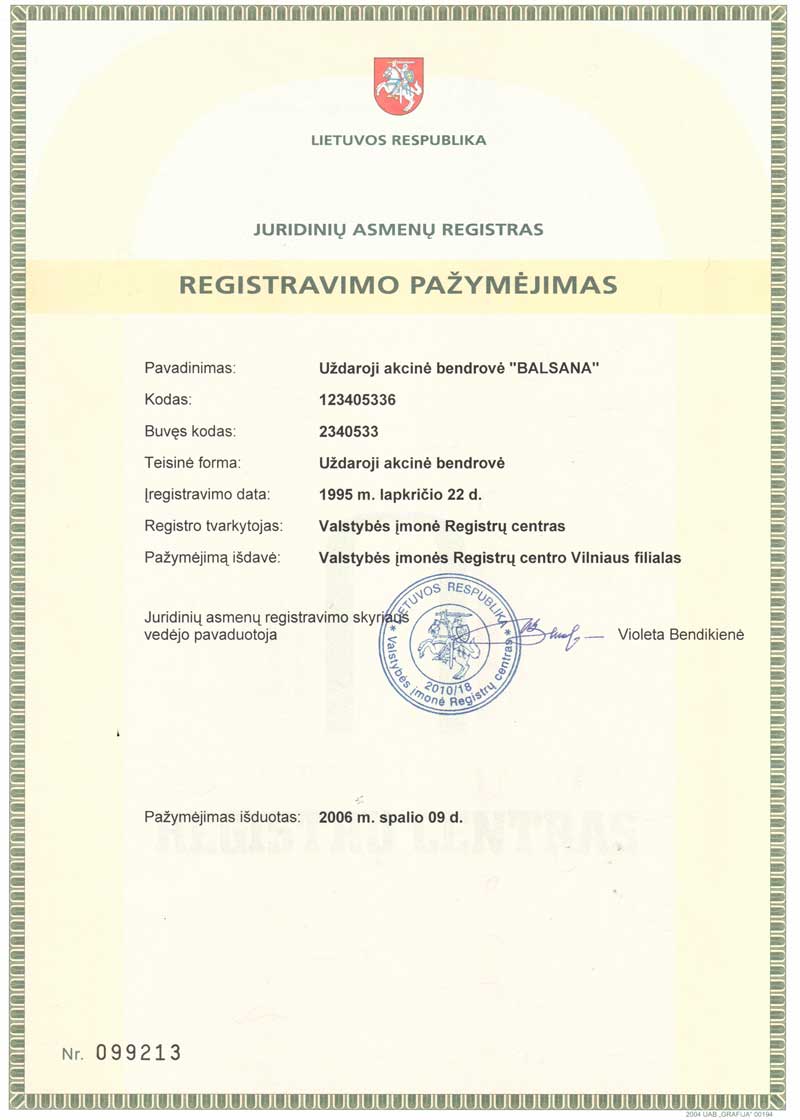 LIETUVOS RESPUBLIKA
JURIDINIŲ ASMENŲ REGISTRAS
REGISTRAVIMO PAŽYMĖJIMAS
Pavadinimas: Uždaroji akcinė bendrovė "BALSANA"
Kodas: 123405336
Buvęs kodas: 2340533
Teisinė forma: Uždaroji akcinė bendrovė
Įregistravimo data: 1995 m. lapkričio 22 d.
Registro tvarkytojas: Valstybės įmonė Registrų centras
Pažymėjimą išdavė: Valstybės įmonės Registrų centro Vilniaus filialas
Juridinių asmenų registravimo skyriaus
vedėjo pavaduotoja
Violeta Bendikienė
LIETUVOS RESPUBLIKA
* Valstybės įmonė Registrų centras *
2010/18
Pažymėjimas išduotas: 2006 m. spalio 09 d.
REGISTRŲ CENTRAS
Nr. 099213
2004 UAB „GRAFIJA" 00194